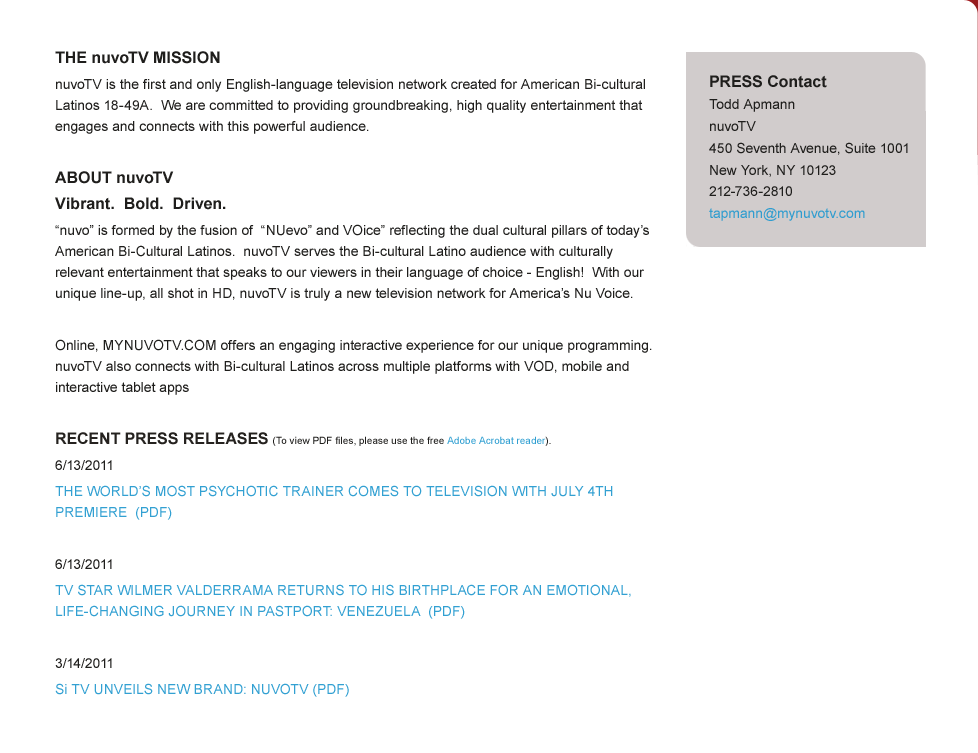 THE nuvoTV MISSION
nuvoTV is the first and only English-language television network created for American Bi-cultural
Latinos 18-49A.  We are committed to providing groundbreaking, high quality entertainment that
engages and connects with this powerful audience.
ABOUT nuvoTV
Vibrant.  Bold.  Driven.
“nuvo” is formed by the fusion of  “NUevo” and VOice” reflecting the dual cultural pillars of today’s
American Bi-Cultural Latinos.  nuvoTV serves the Bi-cultural Latino audience with culturally
relevant entertainment that speaks to our viewers in their language of choice - English!  With our
unique line-up, all shot in HD, nuvoTV is truly a new television network for America’s Nu Voice.
Online, MYNUVOTV.COM offers an engaging interactive experience for our unique programming.
nuvoTV also connects with Bi-cultural Latinos across multiple platforms with VOD, mobile and
interactive tablet apps
RECENT PRESS RELEASES (To view PDF files, please use the free Adobe Acrobat reader).
6/13/2011
THE WORLD’S MOST PSYCHOTIC TRAINER COMES TO TELEVISION WITH JULY 4TH
PREMIERE  (PDF)
6/13/2011
TV STAR WILMER VALDERRAMA RETURNS TO HIS BIRTHPLACE FOR AN EMOTIONAL,
LIFE-CHANGING JOURNEY IN PASTPORT: VENEZUELA  (PDF)
3/14/2011
Si TV UNVEILS NEW BRAND: NUVOTV (PDF)
PRESS Contact
Todd Apmann
nuvoTV
450 Seventh Avenue, Suite 1001
New York, NY 10123
212-736-2810
tapmann@mynuvotv.com